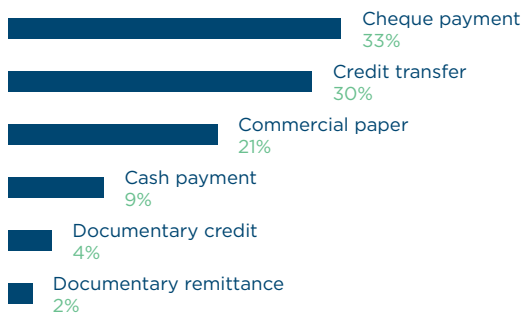 Cheque payment
33%
Credit transfer
30%
Commercial paper
21%
Cash payment
9%
Documentary credit
4%
Documentary remittance
2%